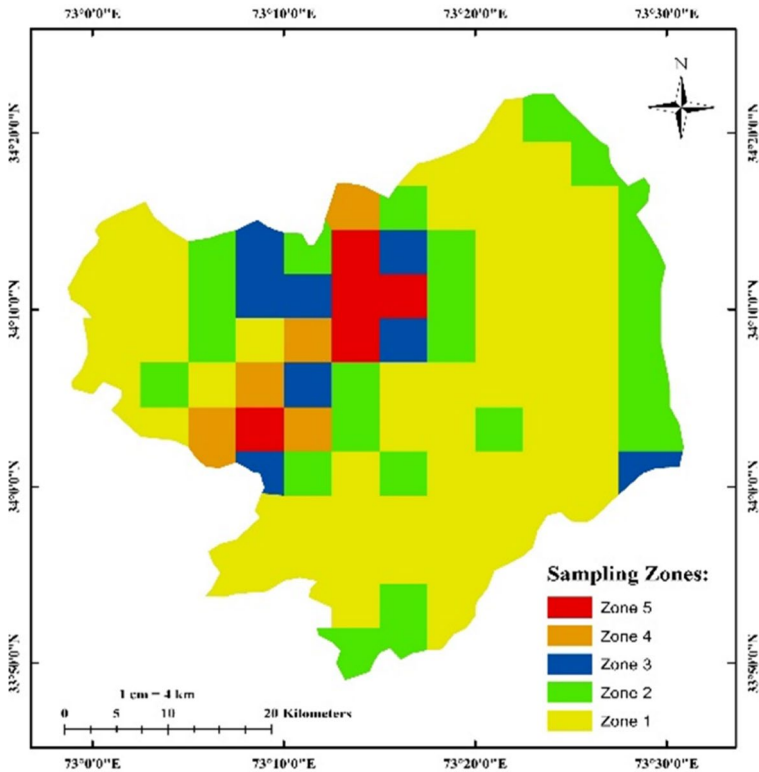 73°0'0"E 73°10'0"E 73°20'0"E 73°30'0"E
N
34°20'0"N 34°20'0"N
34°10'0"N 34°10'0"N
34°0'0"N 34°0'0"N
33°50'0"N 33°50'0"N
Sampling Zones:
Zone 5
Zone 4
Zone 3
Zone 2
Zone 1
1 cm = 4 km
0 5 10 20 Kilometers
73°0'0"E 73°10'0"E 73°20'0"E 73°30'0"E